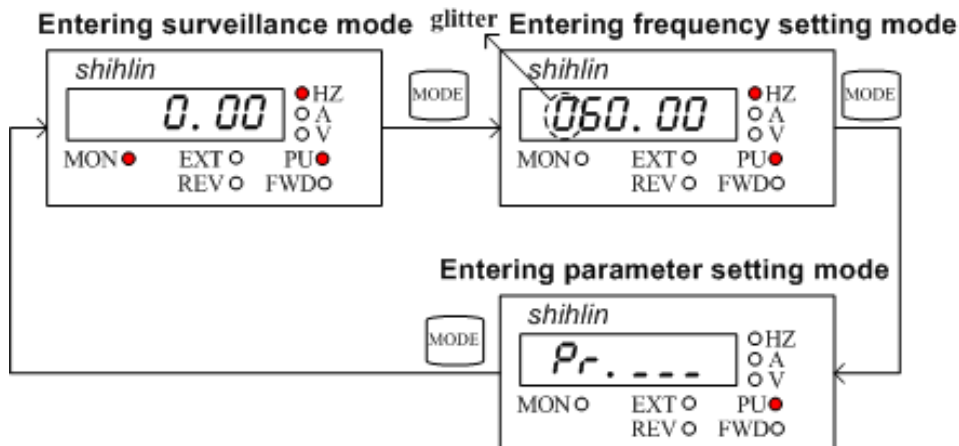 Entering surveillance mode
glitter
Entering frequency setting mode
shihlin
0.00
HZ
A
V
MON
EXT
PU
REV
FWD
MODE
shihlin
060.00
HZ
A
V
MON
EXT
PU
REV
FWD
MODE
Entering parameter setting mode
MODE
shihlin
Pr.___
HZ
A
V
MON
EXT
PU
REV
FWD